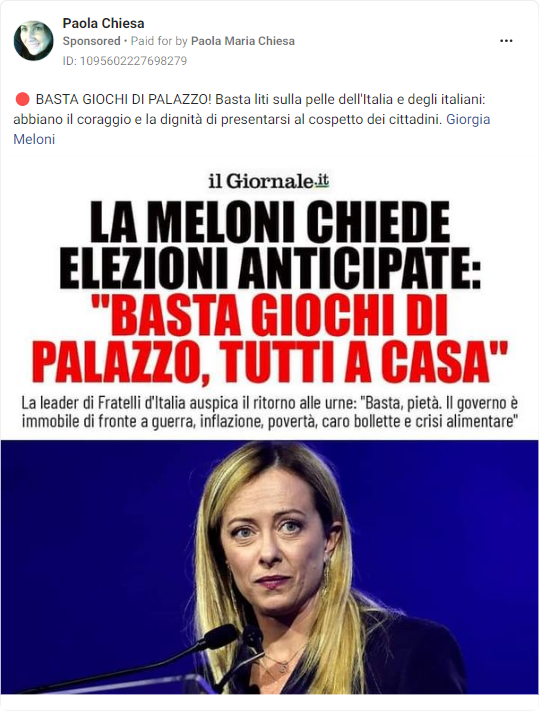 Paola Chiesa
Sponsored • Paid for by Paola Maria Chiesa
ID: 1095602227698279
🔴 BASTA GIOCHI DI PALAZZO! Basta liti sulla pelle dell'Italia e degli italiani:
abbiano il coraggio e la dignità di presentarsi al cospetto dei cittadini. Giorgia
Meloni
il Giornale.it
LA MELONI CHIEDE
ELEZIONI ANTICIPATE:
"BASTA GIOCHI DI
PALAZZO, TUTTI A CASA"
La leader di Fratelli d'Italia auspica il ritorno alle urne: "Basta, pietà. Il governo è
immobile di fronte a guerra, inflazione, povertà, caro bollette e crisi alimentare"